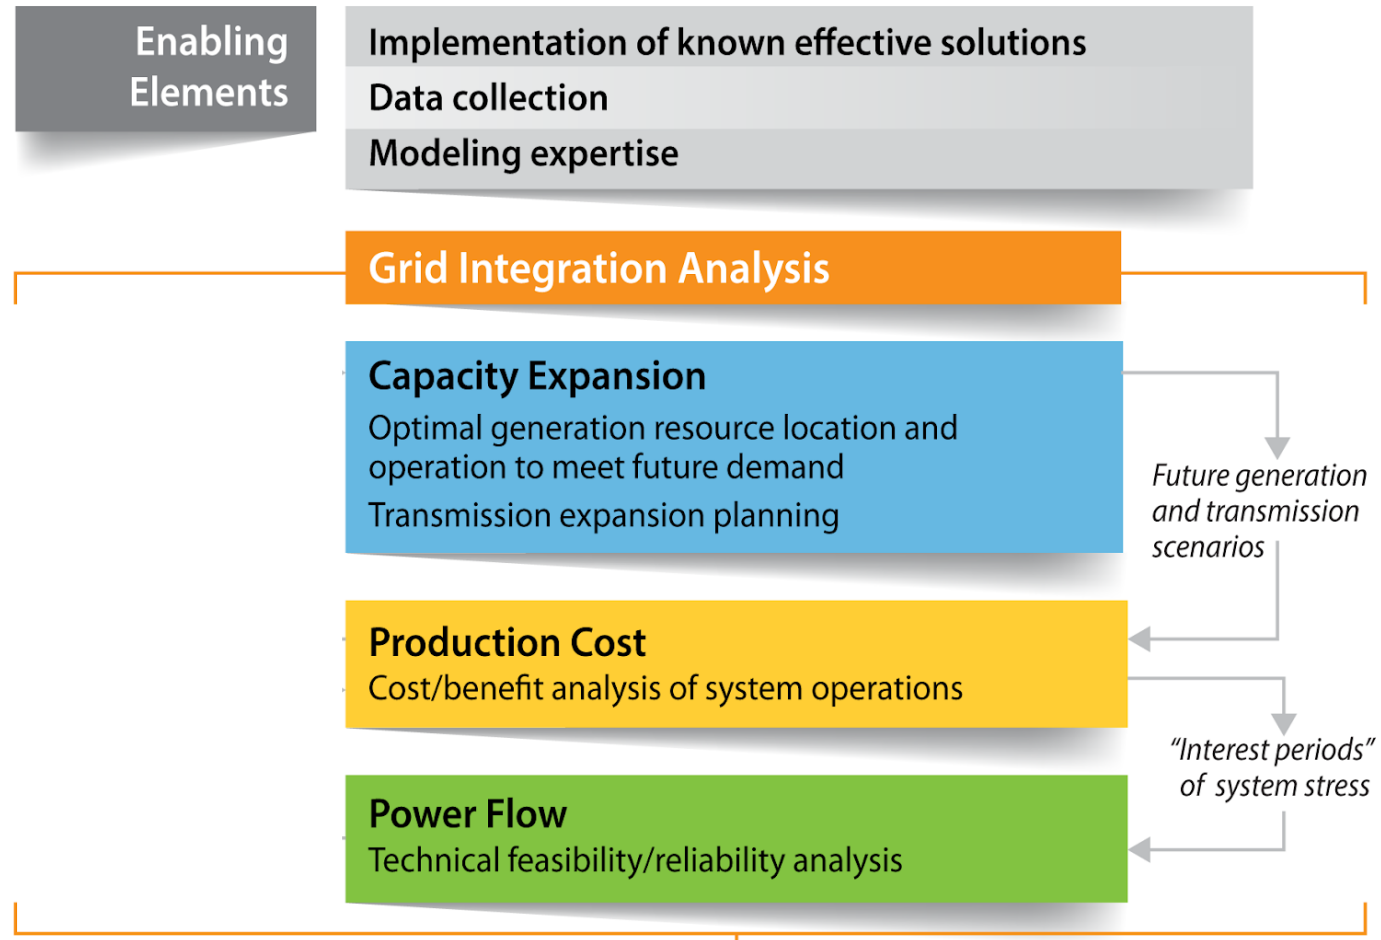 Enabling
Elements
Implementation of known effective solutions
Data collection
Modeling expertise
Grid Integration Analysis
Capacity Expansion
Optimal generation resource location and
operation to meet future demand
Transmission expansion planning
Future generation
and transmission
scenarios
Production Cost
Cost/benefit analysis of system operations
“Interest periods”
of system stress
Power Flow
Technical feasibility/reliability analysis